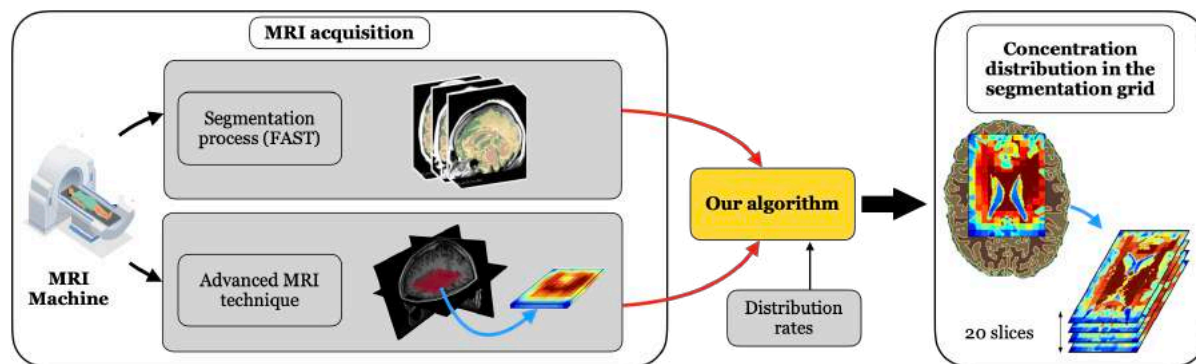 MRI acquisition
Segmentation
process (FAST)
MRI
Machine
Advanced MRI
technique
Our algorithm
Distribution
rates
Concentration
distribution in the
segmentation grid
20 slices